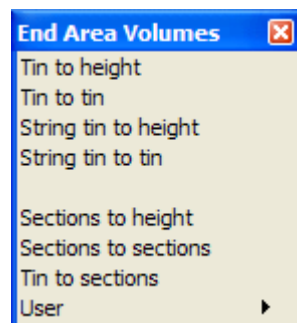 End Area Volumes
Tin to height
Tin to tin
String tin to height
String tin to tin
Sections to height
Sections to sections
Tin to sections
User